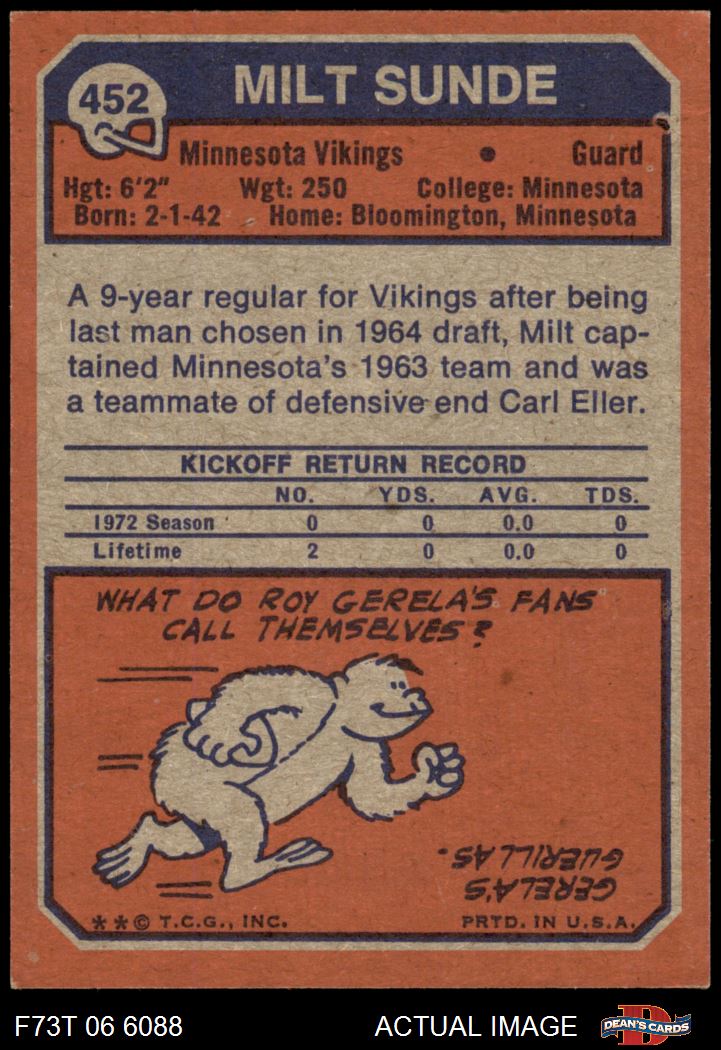 452
MILT SUNDE
Minnesota Vikings • Guard
Hgt: 6'2" Wgt: 250 College: Minnesota
Born: 2-1-42 Home: Bloomington, Minnesota
A 9-year regular for Vikings after being
last man chosen in 1964 draft, Milt cap-
tained Minnesota's 1963 team and was
a teammate of defensive end Carl Eller.
KICKOFF RETURN RECORD
NO. YDS. AVG. TDS.
1972 Season 0 0 0.0 0
Lifetime 2 0 0.0 0
WHAT DO ROY GERELA'S FANS
CALL THEMSELVES?
GERELA'S
GUERILLAS.
**© T.C.G., INC. PRTD. IN U.S.A.
F73T 06 6088 ACTUAL IMAGE
D
DEAN'S CARDS